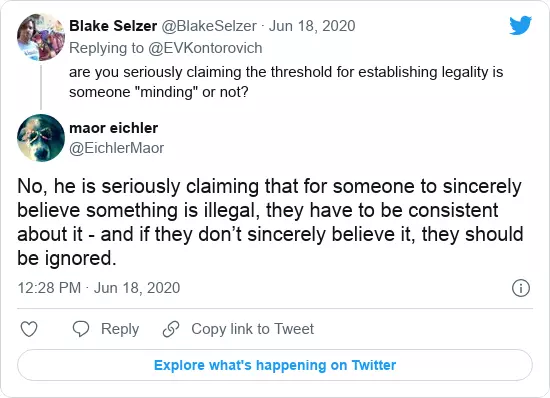 Blake Selzer @BlakeSelzer · Jun 18, 2020
Replying to @EVKontorovich
are you seriously claiming the threshold for establishing legality is
someone "minding" or not?
maor eichler
@EichlerMaor
No, he is seriously claiming that for someone to sincerely
believe something is illegal, they have to be consistent
about it - and if they don’t sincerely believe it, they should
be ignored.
12:28 PM · Jun 18, 2020
Reply
Copy link to Tweet
Explore what's happening on Twitter